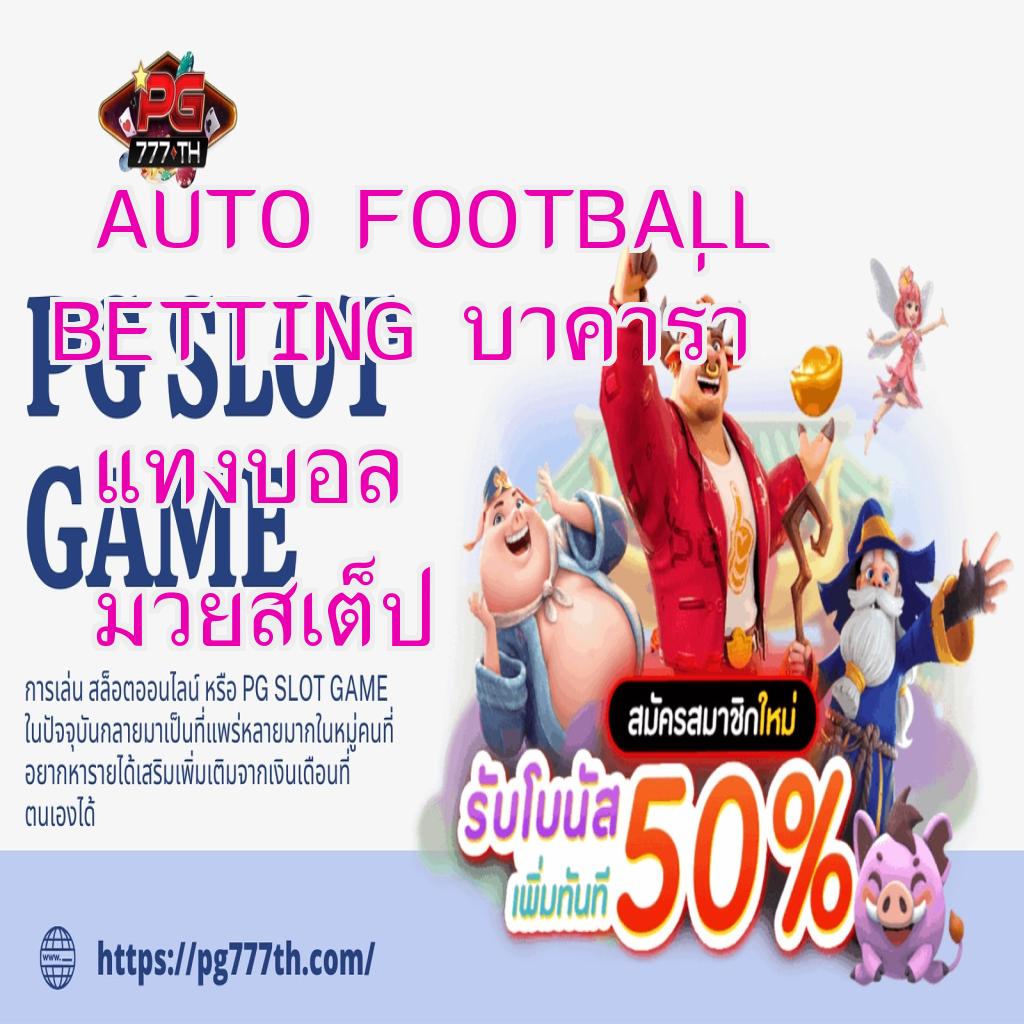 PG
777 TH
AUTO FOOTBALL
BETTING บาคาร่า
แทงบอล
มวยสเต็ป
PG SLOT
GAME
การเล่น สล็อตออนไลน์ หรือ PG SLOT GAME
ในปัจจุบันกลายมาเป็นที่แพร่หลายมากในหมู่คนที่
อยากหารายได้เสริมเพิ่มเติมจากเงินเดือนที่
ตนเองได้
สมัครสมาชิกใหม่
รับโบนัส 50%
เพิ่มทันที
www.
https://pg777th.com/